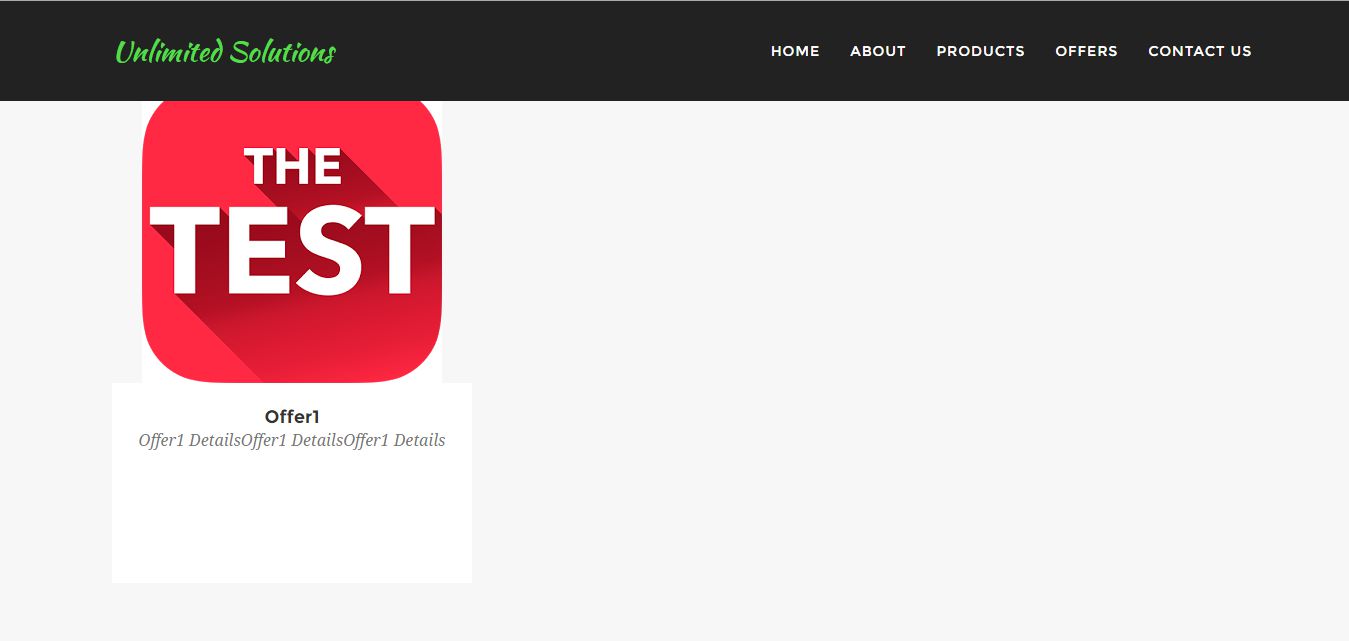 Unlimited Solutions
HOME ABOUT PRODUCTS OFFERS CONTACT US
THE
TEST
Offer1
Offer1 DetailsOffer1 DetailsOffer1 Details